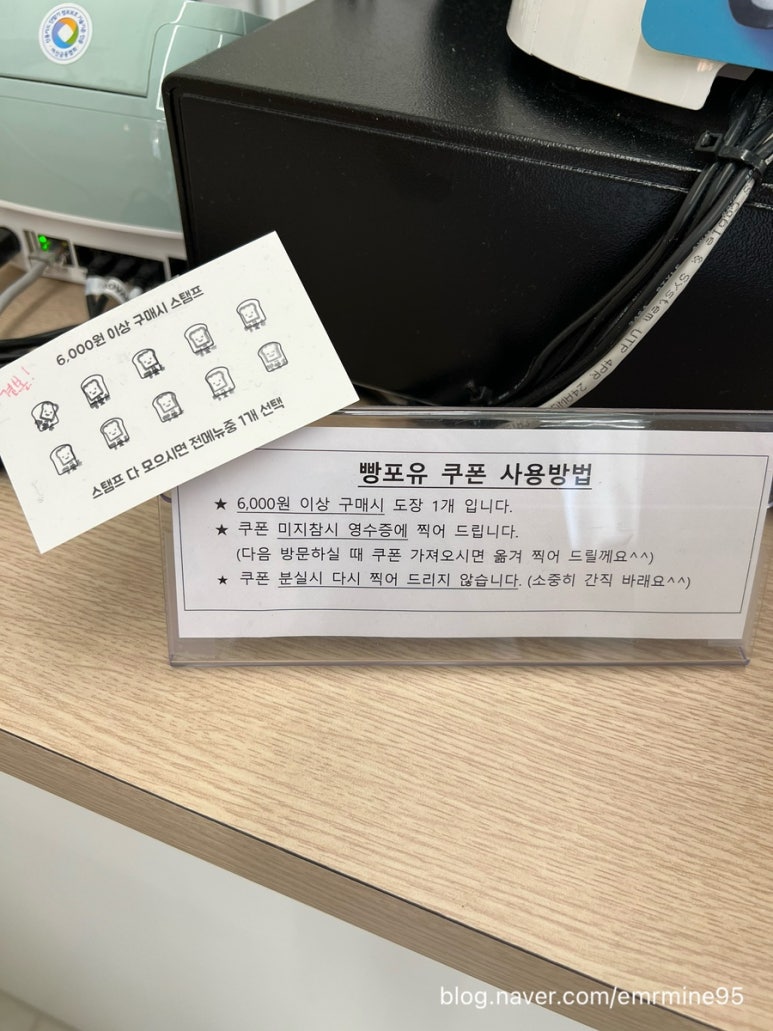 6,000원 이상 구매시 스탬프
스탬프 다 모으시면 전메뉴중 1개 선택
빵포유 쿠폰 사용방법
★ 6,000원 이상 구매시 도장 1개 입니다.
★ 쿠폰 미지참시 영수증에 찍어 드립니다.
(다음 방문하실 때 쿠폰 가져오시면 옮겨 찍어 드릴께요^^)
★ 쿠폰 분실시 다시 찍어 드리지 않습니다. (소중히 간직 바래요^^)
System UTP 4PR 24AWG
blog.naver.com/emrmine95